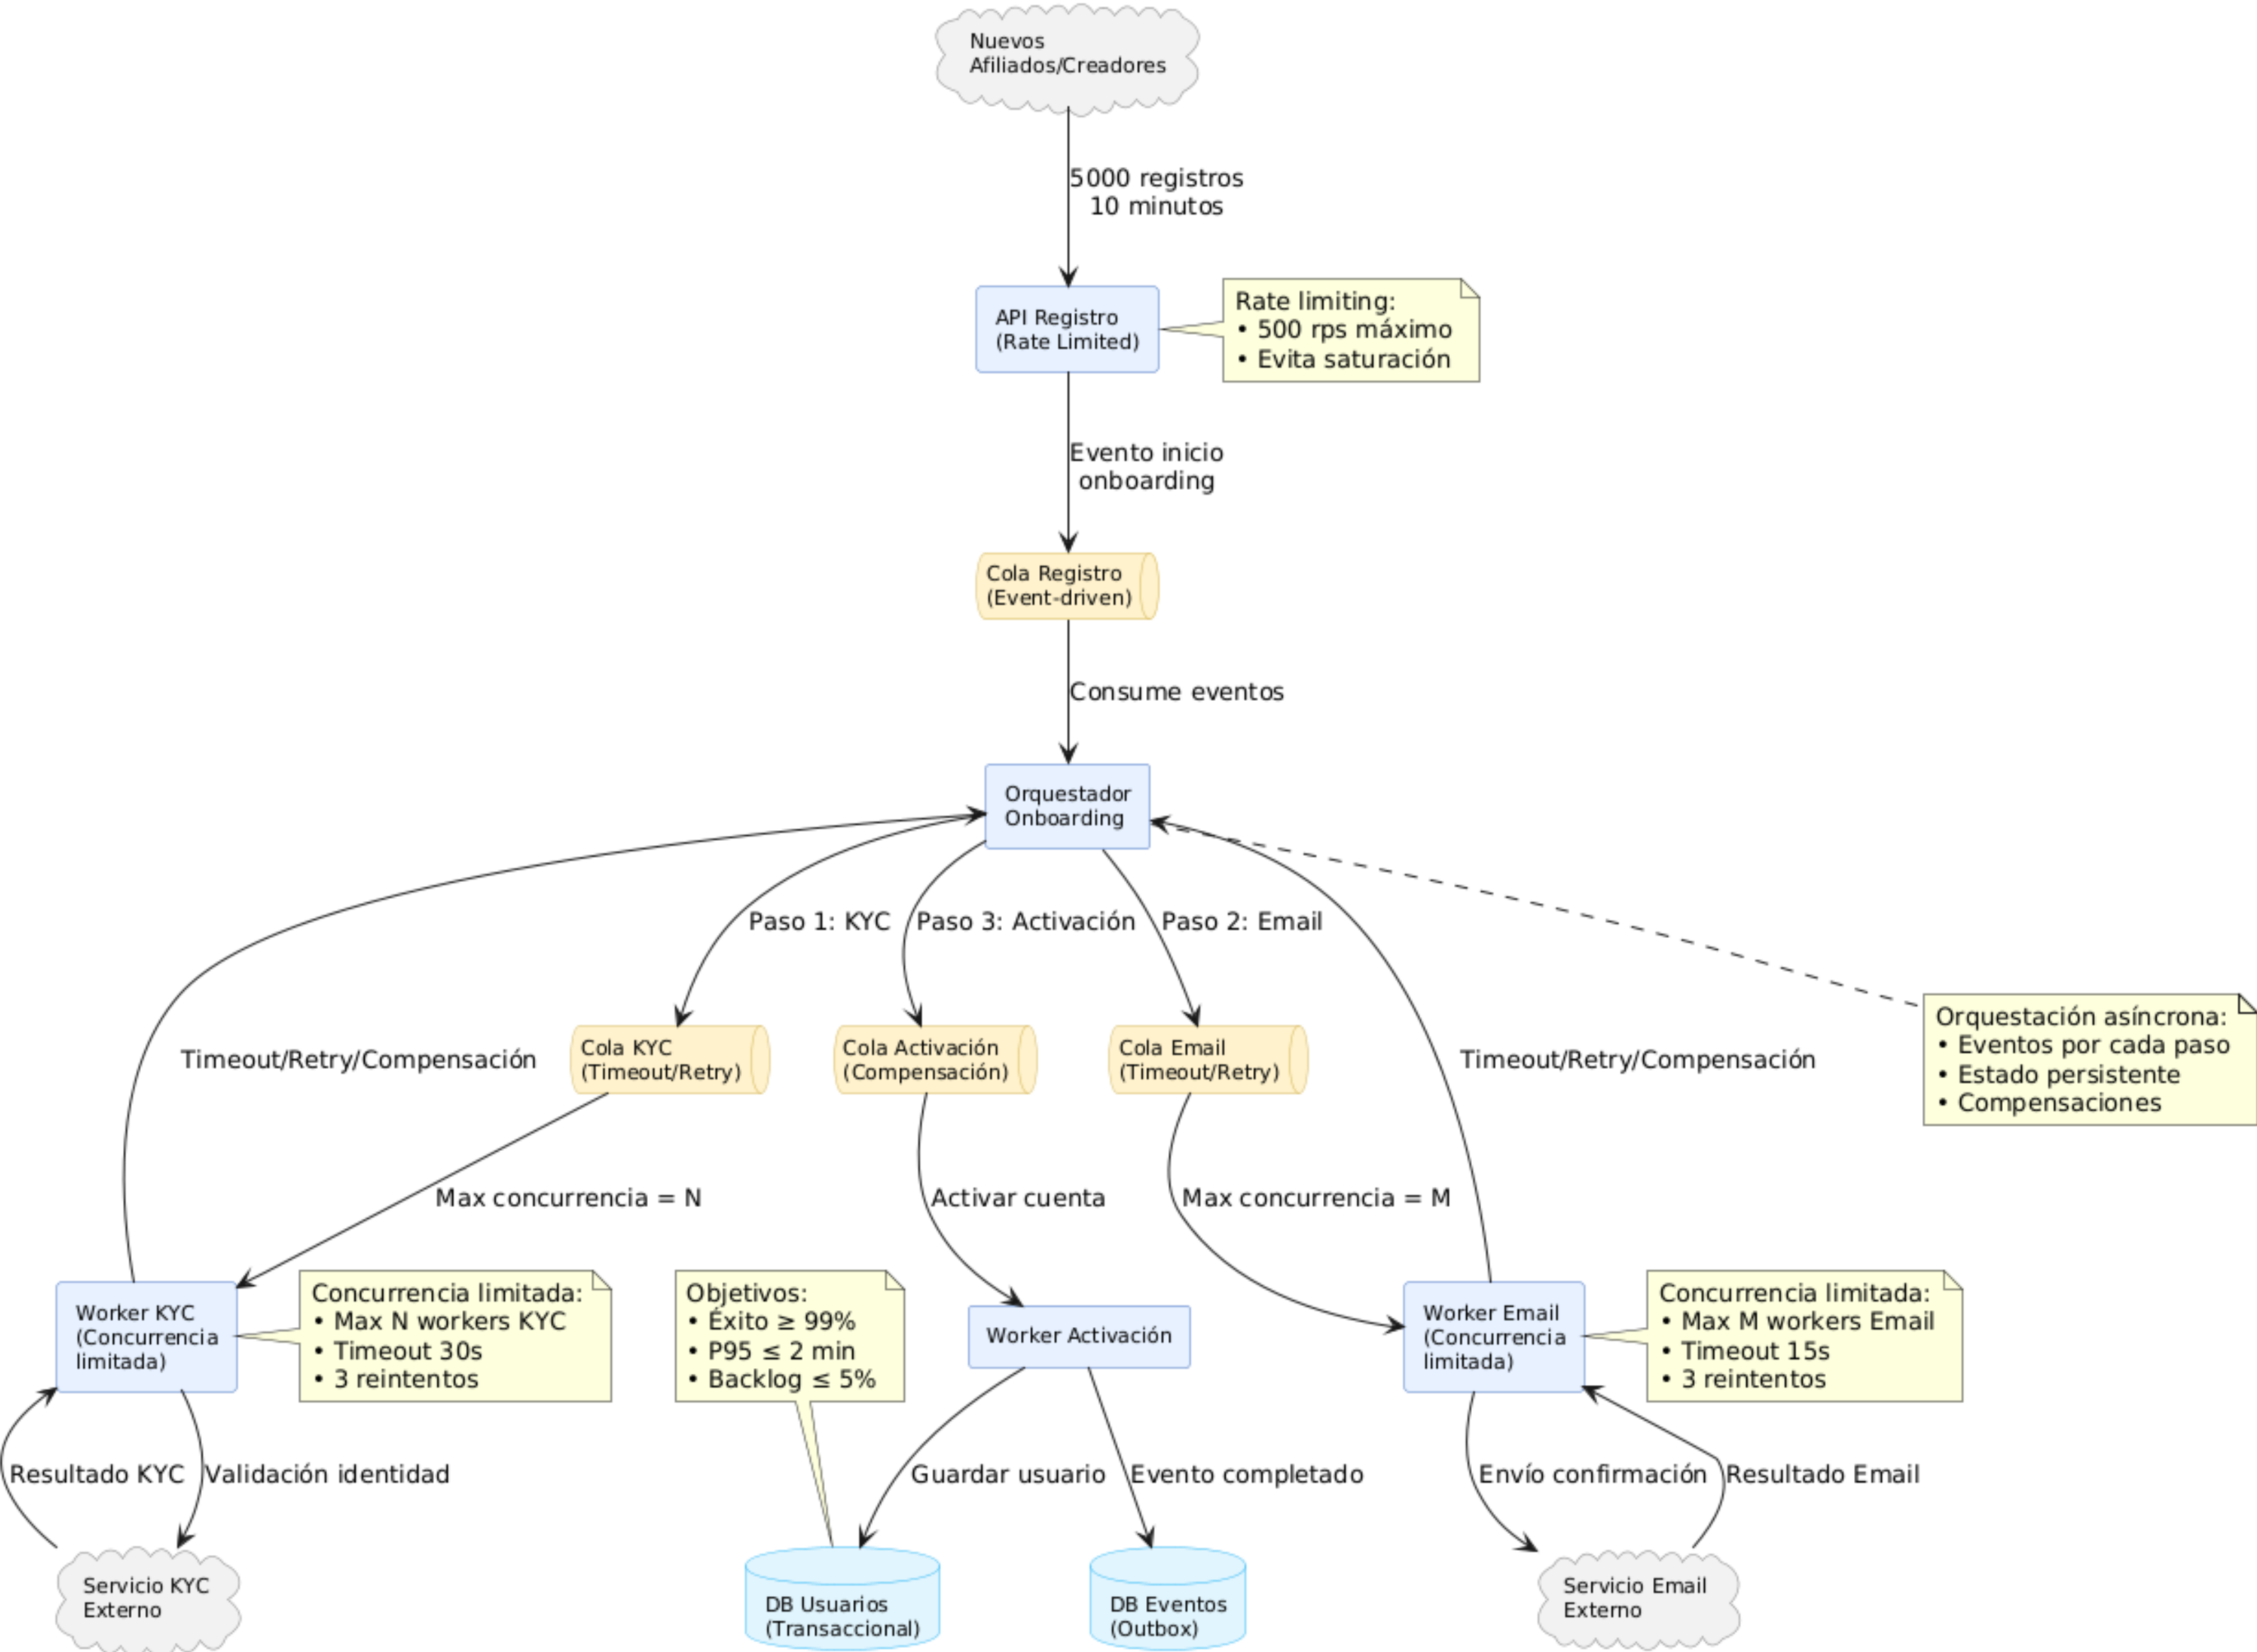 Nuevos
Afiliados/Creadores
5000 registros
10 minutos
API Registro
(Rate Limited)
Rate limiting:
• 500 rps máximo
• Evita saturación
Evento inicio
onboarding
Cola Registro
(Event-driven)
Consume eventos
Orquestador
Onboarding
Paso 1: KYC
Paso 3: Activación
Paso 2: Email
Timeout/Retry/Compensación
Cola KYC
(Timeout/Retry)
Cola Activación
(Compensación)
Cola Email
(Timeout/Retry)
Timeout/Retry/Compensación
Orquestación asíncrona:
• Eventos por cada paso
• Estado persistente
• Compensaciones
Max concurrencia = N
Activar cuenta
Max concurrencia = M
Worker KYC
(Concurrencia
limitada)
Concurrencia limitada:
• Max N workers KYC
• Timeout 30s
• 3 reintentos
Objetivos:
• Éxito ≥ 99%
• P95 ≤ 2 min
• Backlog ≤ 5%
Worker Activación
Worker Email
(Concurrencia
limitada)
Concurrencia limitada:
• Max M workers Email
• Timeout 15s
• 3 reintentos
Resultado KYC
Validación identidad
Guardar usuario
Evento completado
Envío confirmación
Resultado Email
Servicio KYC
Externo
DB Usuarios
(Transaccional)
DB Eventos
(Outbox)
Servicio Email
Externo